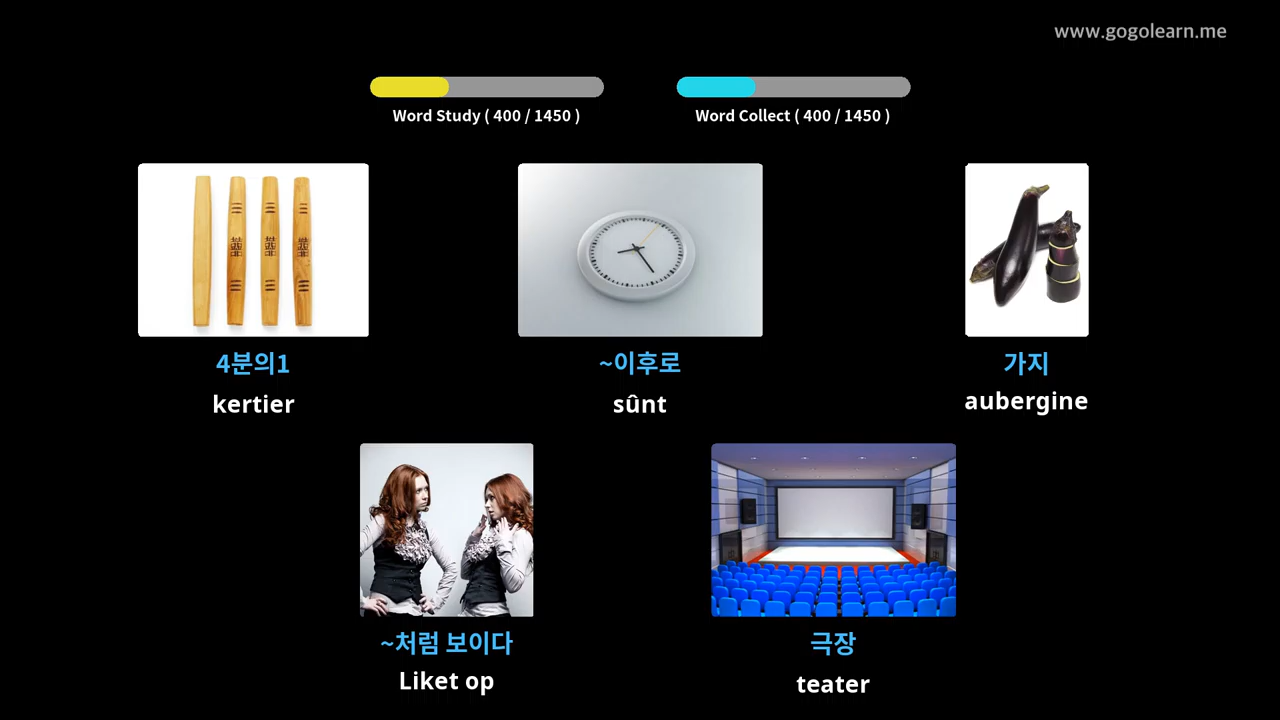 www.gogolearn.me
Word Study ( 400 / 1450 )
Word Collect ( 400 / 1450 )
4분의1
kertier
~이후로
sûnt
가지
aubergine
~처럼 보이다
Liket op
극장
teater